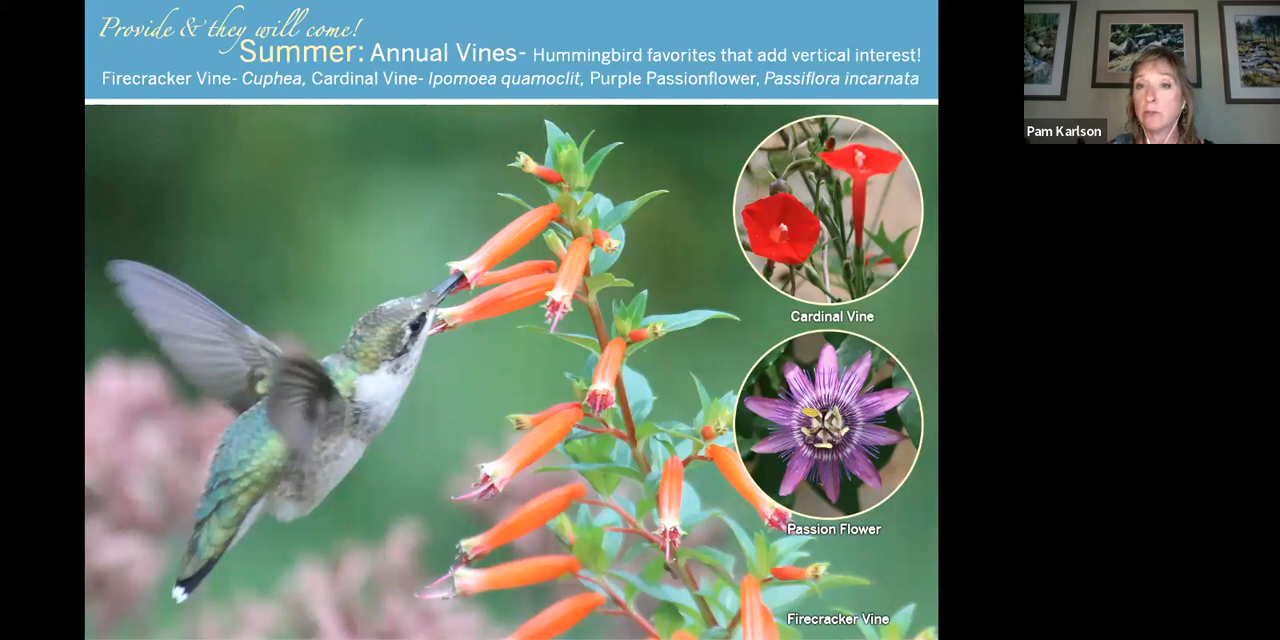 Provide & they will come!
Summer: Annual Vines- Hummingbird favorites that add vertical interest!
Firecracker Vine- Cuphea, Cardinal Vine- Ipomoea quamoclit, Purple Passionflower, Passiflora incarnata
Pam Karlson
Cardinal Vine
Passion Flower
Firecracker Vine